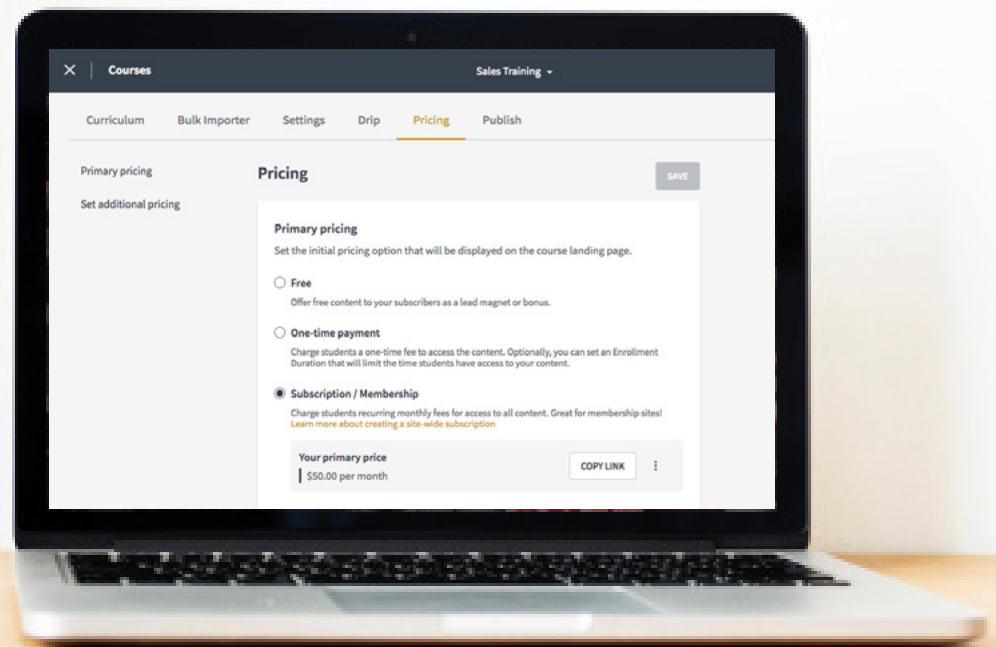 Courses
Sales Training
Curriculum Bulk Importer Settings Drip Pricing Publish
Primary pricing
Set additional pricing
Pricing
SAVE
Primary pricing
Set the initial pricing option that will be displayed on the course landing page.
Free
Offer free content to your subscribers as a lead magnet or bonus.
One-time payment
Charge students a one-time fee to access the content. Optionally, you can set an Enrollment
Duration that will limit the time students have access to your content.
Subscription / Membership
Charge students recurring monthly fees for access to all content. Great for membership sites!
Learn more about creating a site-wide subscription
Your primary price
$50.00 per month
COPY LINK